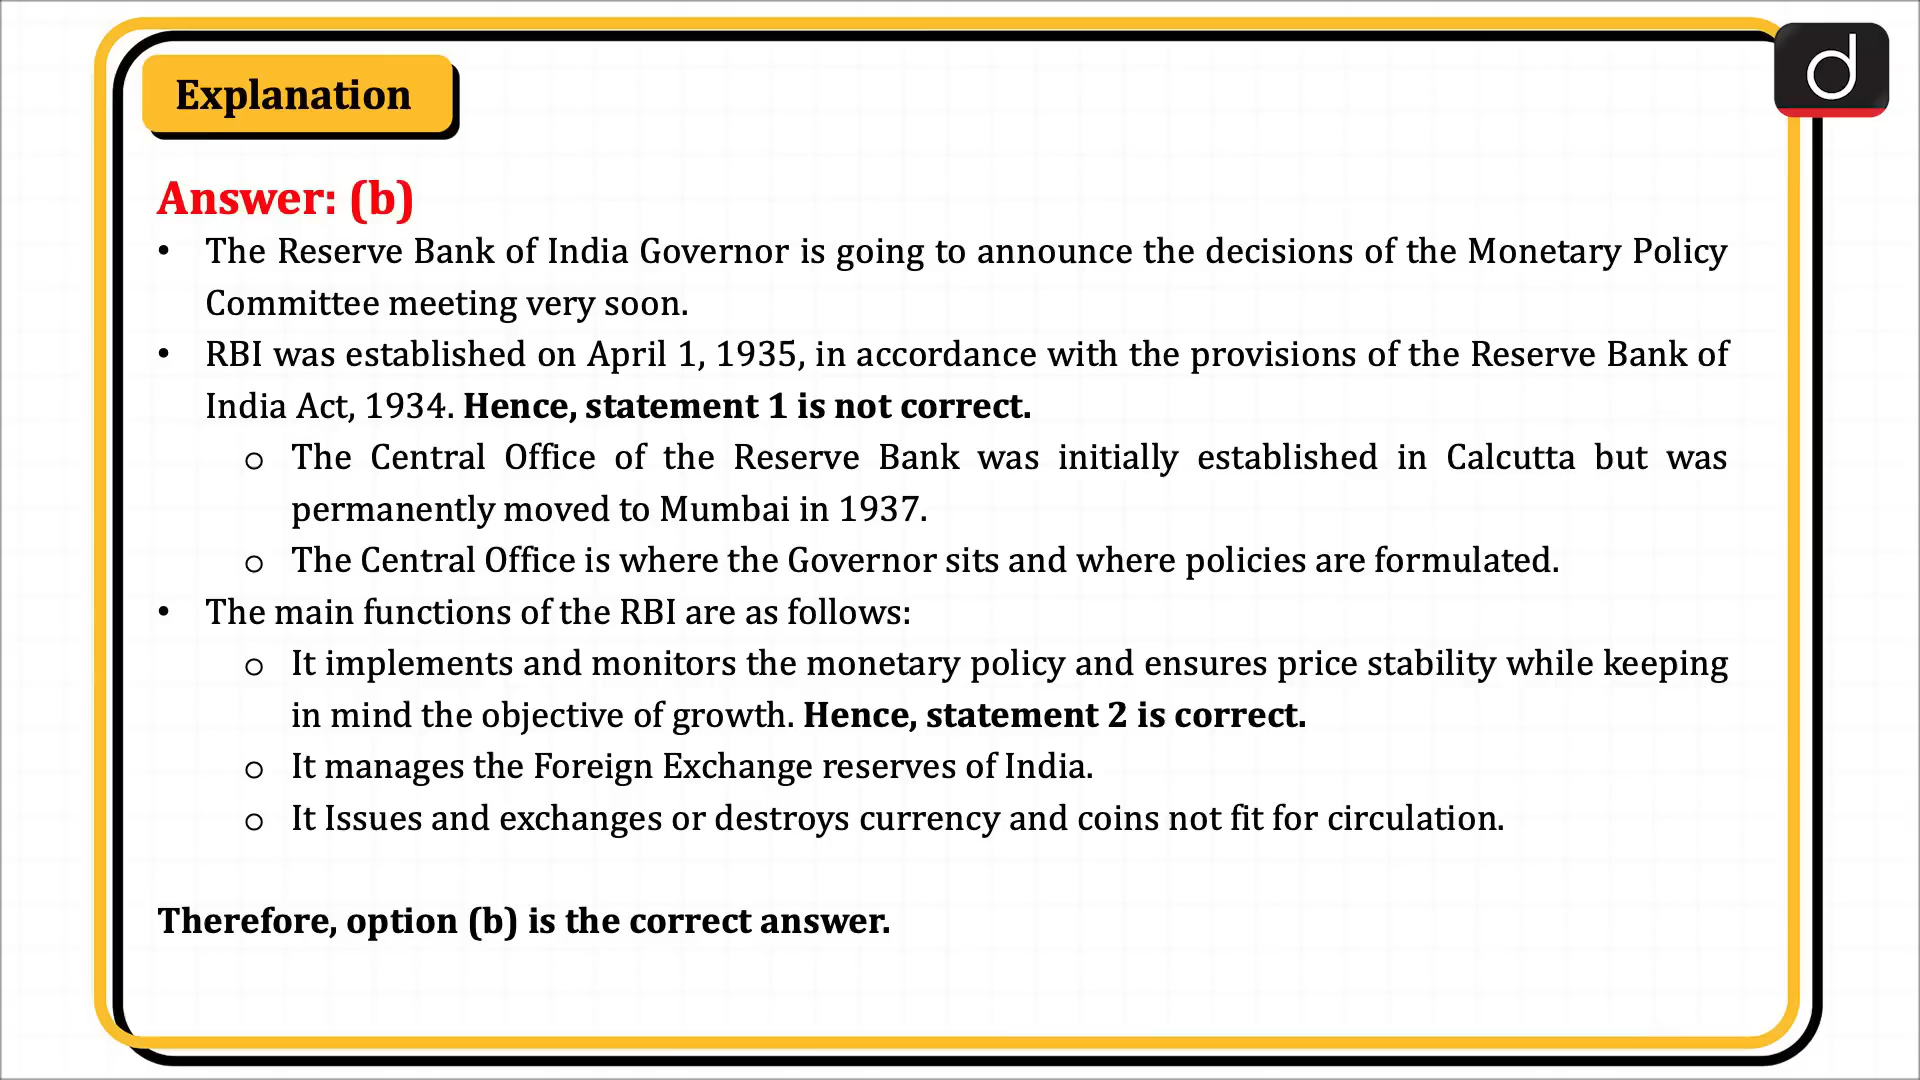 Explanation
d
Answer: (b)
• The Reserve Bank of India Governor is going to announce the decisions of the Monetary Policy
Committee meeting very soon.
• RBI was established on April 1, 1935, in accordance with the provisions of the Reserve Bank of
India Act, 1934. Hence, statement 1 is not correct.
o The Central Office of the Reserve Bank was initially established in Calcutta but was
permanently moved to Mumbai in 1937.
o The Central Office is where the Governor sits and where policies are formulated.
• The main functions of the RBI are as follows:
o It implements and monitors the monetary policy and ensures price stability while keeping
in mind the objective of growth. Hence, statement 2 is correct.
o It manages the Foreign Exchange reserves of India.
o It Issues and exchanges or destroys currency and coins not fit for circulation.
Therefore, option (b) is the correct answer.